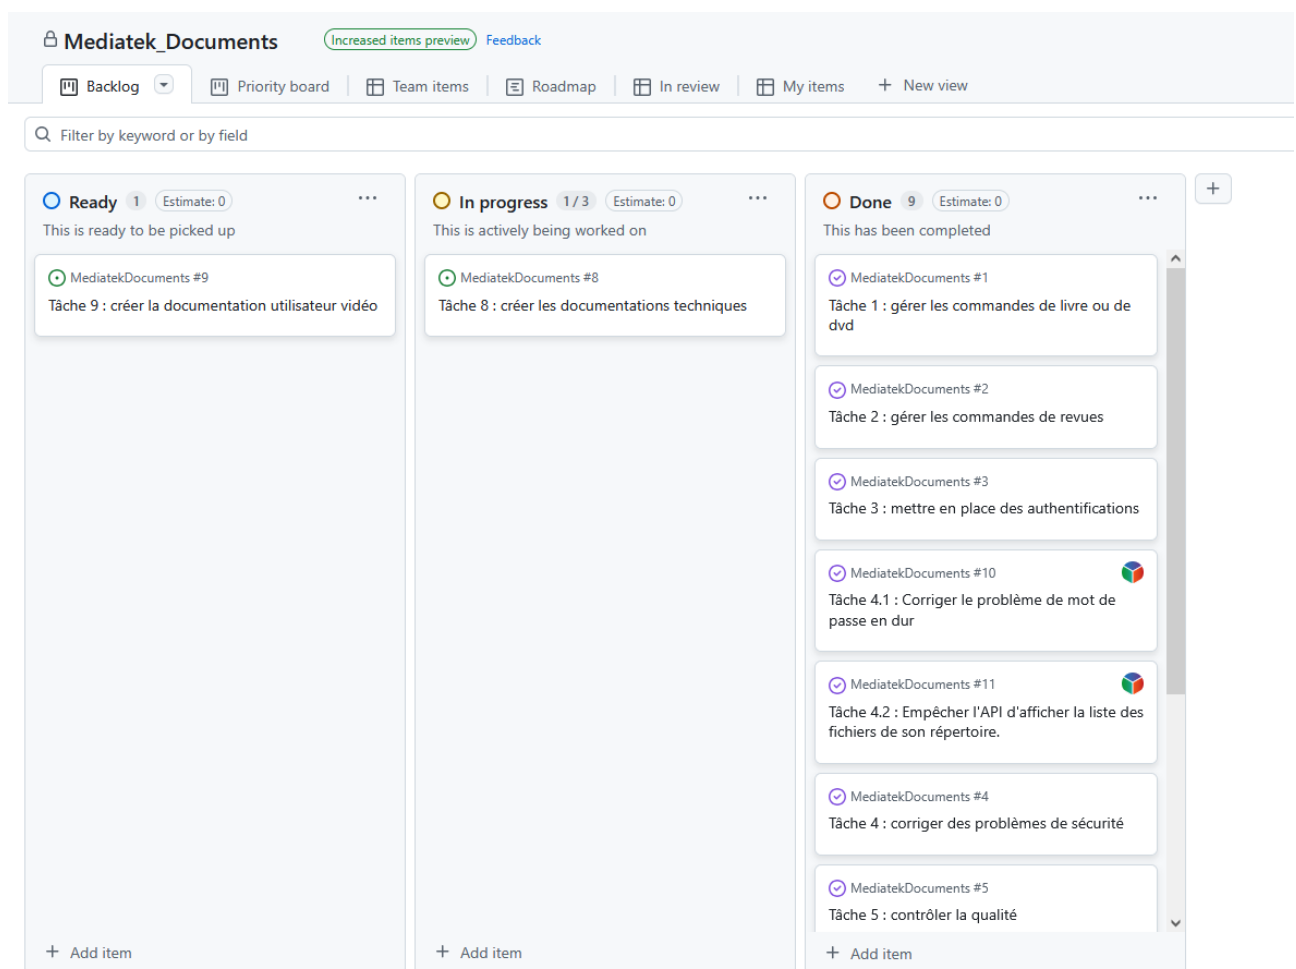 Mediatek_Documents
Increased items preview
Feedback
Backlog
Priority board
Team items
Roadmap
In review
My items
+ New view
Filter by keyword or by field
Ready 1 Estimate: 0
This is ready to be picked up
MediatekDocuments #9
Tâche 9 : créer la documentation utilisateur vidéo
+ Add item
In progress 1 / 3 Estimate: 0
This is actively being worked on
MediatekDocuments #8
Tâche 8 : créer les documentations techniques
+ Add item
Done 9 Estimate: 0
This has been completed
MediatekDocuments #1
Tâche 1 : gérer les commandes de livre ou de
dvd
MediatekDocuments #2
Tâche 2 : gérer les commandes de revues
MediatekDocuments #3
Tâche 3 : mettre en place des authentifications
MediatekDocuments #10
Tâche 4.1 : Corriger le problème de mot de
passe en dur
MediatekDocuments #11
Tâche 4.2 : Empêcher l'API d'afficher la liste des
fichiers de son répertoire.
MediatekDocuments #4
Tâche 4 : corriger des problèmes de sécurité
MediatekDocuments #5
Tâche 5 : contrôler la qualité
+ Add item